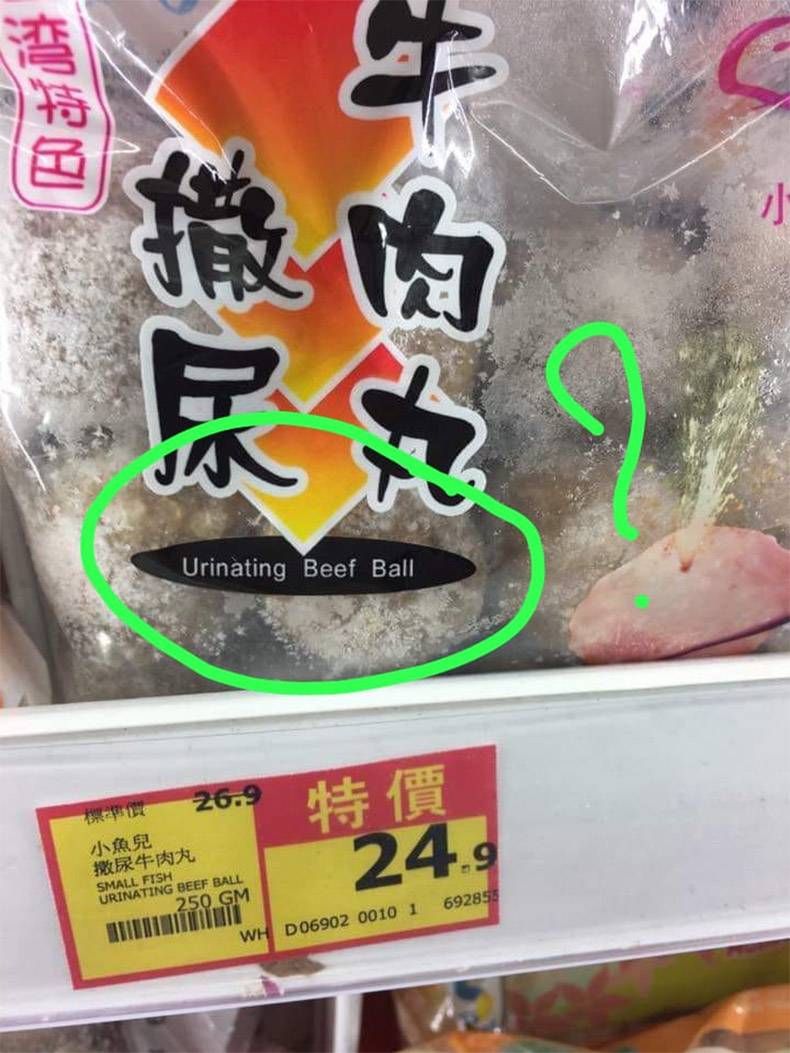 湾特色
撒尿
牛肉丸
小
Urinating Beef Ball
標準價 26.9
特價
小魚兒
撒尿牛肉丸
SMALL FISH
URINATING BEEF BALL
250 GM
24.9
WH D06902 0010 1 692855